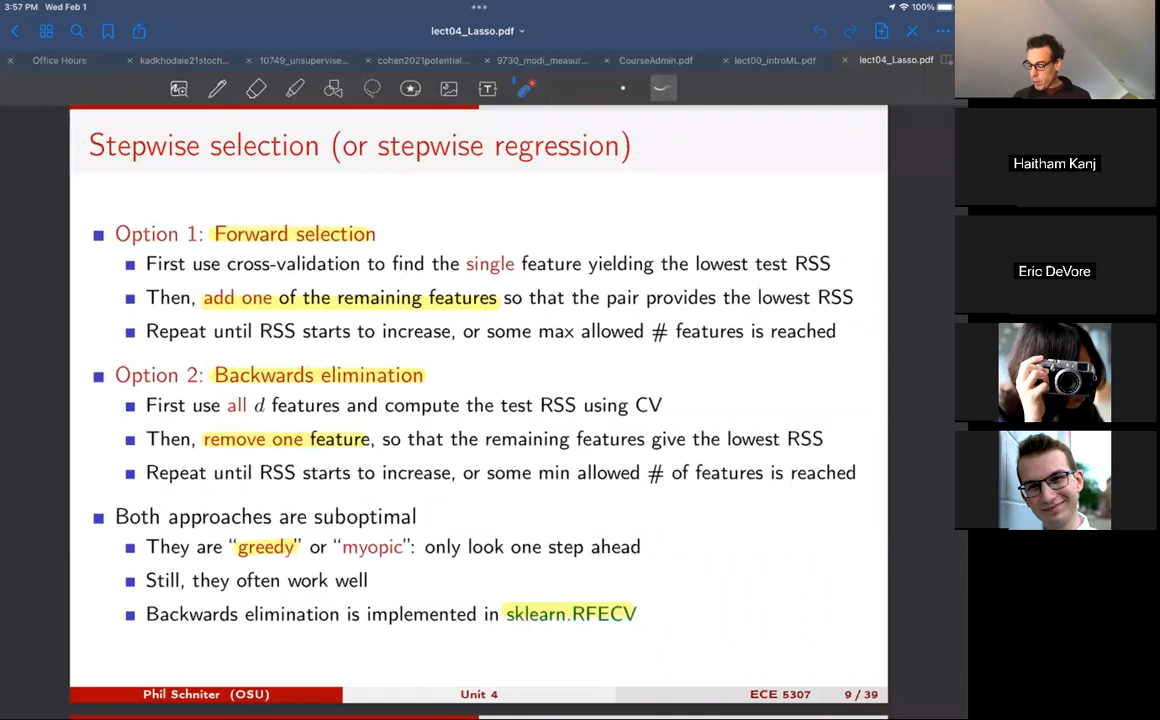 3:57 PM Wed Feb 1
100%
lect04_Lasso.pdf
Office Hours
kadkhodaie21stoch...
10749_unsupervise...
cohen2021potential...
9730_modi_measur...
CourseAdmin.pdf
lect00_introML.pdf
lect04_Lasso.pdf
Stepwise selection (or stepwise regression)
Option 1: Forward selection
First use cross-validation to find the single feature yielding the lowest test RSS
Then, add one of the remaining features so that the pair provides the lowest RSS
Repeat until RSS starts to increase, or some max allowed # features is reached
Option 2: Backwards elimination
First use all d features and compute the test RSS using CV
Then, remove one feature, so that the remaining features give the lowest RSS
Repeat until RSS starts to increase, or some min allowed # of features is reached
Both approaches are suboptimal
They are “greedy” or “myopic”: only look one step ahead
Still, they often work well
Backwards elimination is implemented in sklearn.RFECV
Phil Schniter (OSU)
Unit 4
ECE 5307
9 / 39
Haitham Kanj
Eric DeVore